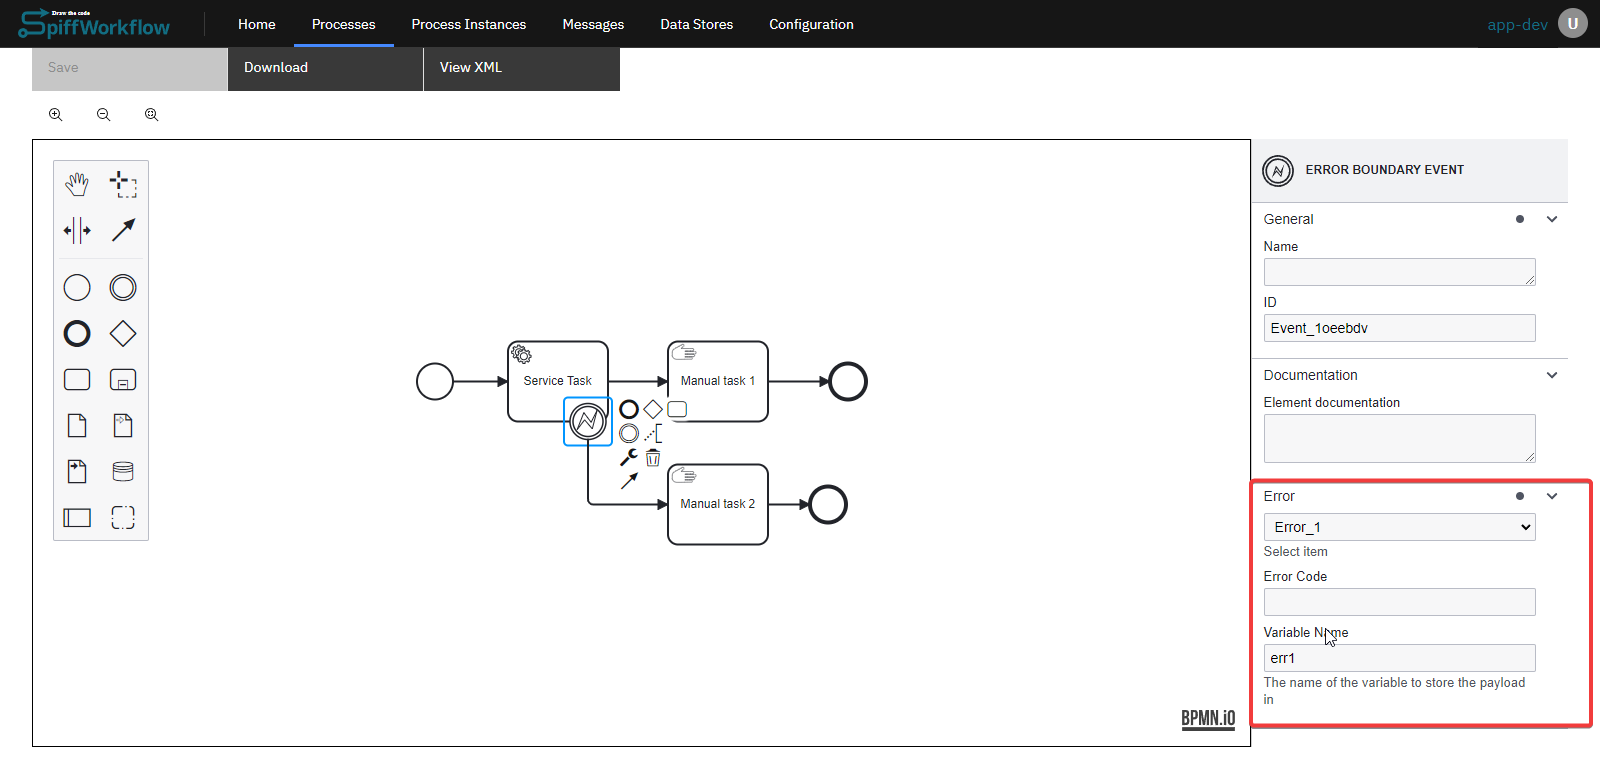 Draw the code
SpiffWorkflow
Home
Processes
Process Instances
Messages
Data Stores
Configuration
app-dev
U
Save
Download
View XML
ERROR BOUNDARY EVENT
General
Name
ID
Event_1oeebdv
Documentation
Element documentation
Service Task
Manual task 1
Manual task 2
Error
Error_1
Select item
Error Code
Variable Name
err1
The name of the variable to store the payload
in
BPMN.iO